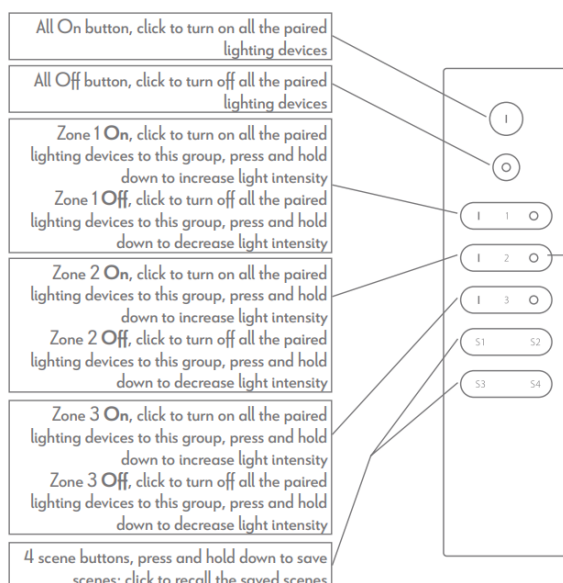 All On button, click to turn on all the paired
lighting devices
All Off button, click to turn off all the paired
lighting devices
Zone 1 On, click to turn on all the paired
lighting devices to this group, press and hold
down to increase light intensity
Zone 1 Off, click to turn off all the paired
lighting devices to this group, press and hold
down to decrease light intensity
Zone 2 On, click to turn on all the paired
lighting devices to this group, press and hold
down to increase light intensity
Zone 2 Off, click to turn off all the paired
lighting devices to this group, press and hold
down to decrease light intensity
Zone 3 On, click to turn on all the paired
lighting devices to this group, press and hold
down to increase light intensity
Zone 3 Off, click to turn off all the paired
lighting devices to this group, press and hold
down to decrease light intensity
4 scene buttons, press and hold down to save
scenes; click to recall the saved scenes
I
O
I 1 O
I 2 O
I 3 O
S1 S2
S3 S4